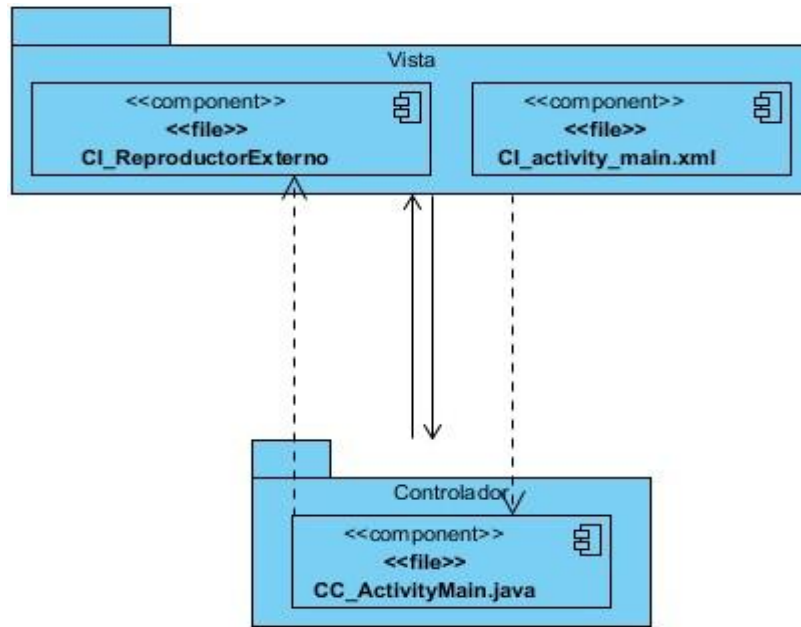 Vista
<<component>>
<<file>>
CI_ReproductorExterno
<<component>>
<<file>>
CI_activity_main.xml
Controlador
<<component>>
<<file>>
CC_ActivityMain.java